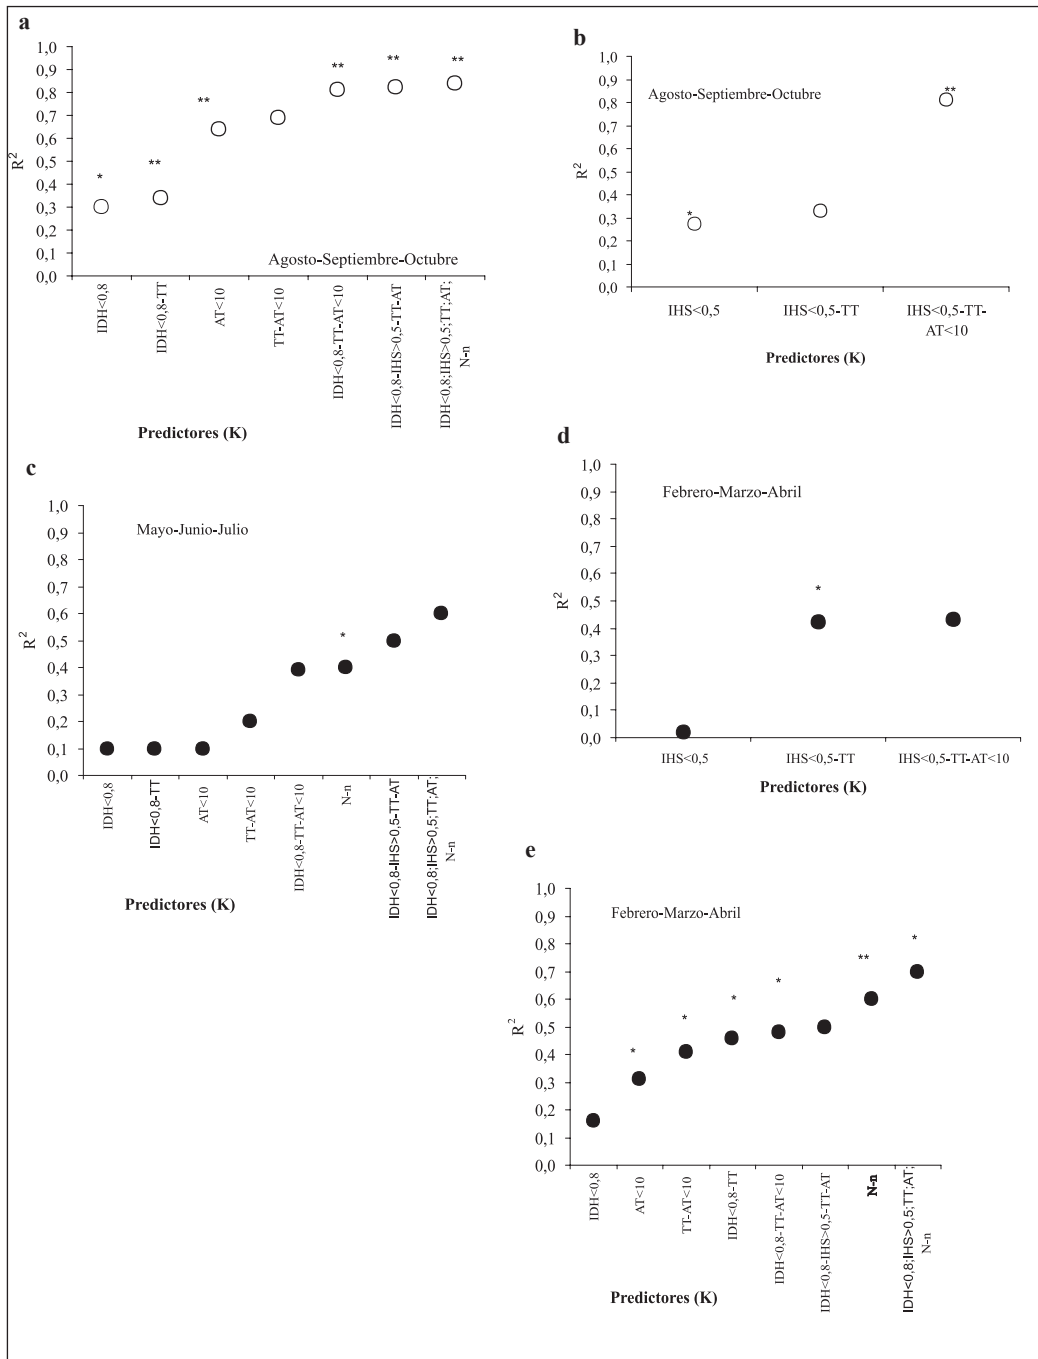 a
1,0
0,9
0,8
0,7
0,6
0,5
0,4
0,3
0,2
0,1
0,0
R²
*
**
**
**
**
**
Agosto-Septiembre-Octubre
IDH<0,8
IDH<0,8-TT
AT<10
TT-AT<10
IDH<0,8-TT-AT<10
IDH<0,8-IHS>0,5-TT-AT
IDH<0,8;IHS>0,5;TT;AT;
N-n
Predictores (K)
b
1,0
0,9
0,8
0,7
0,6
0,5
0,4
0,3
0,2
0,1
0,0
R²
Agosto-Septiembre-Octubre
*
**
IHS<0,5
IHS<0,5-TT
IHS<0,5-TT-
AT<10
Predictores (K)
c
1,0
0,9
0,8
0,7
0,6
0,5
0,4
0,3
0,2
0,1
0,0
R²
Mayo-Junio-Julio
*
IDH<0,8
IDH<0,8-TT
AT<10
TT-AT<10
IDH<0,8-TT-AT<10
N-n
IDH<0,8-IHS>0,5-TT-AT
IDH<0,8;IHS>0,5;TT;AT;
N-n
Predictores (K)
d
1,0
0,9
0,8
0,7
0,6
0,5
0,4
0,3
0,2
0,1
0,0
R²
Febrero-Marzo-Abril
*
IHS<0,5
IHS<0,5-TT
IHS<0,5-TT-AT<10
Predictores (K)
e
1,0
0,9
0,8
0,7
0,6
0,5
0,4
0,3
0,2
0,1
0,0
R²
Febrero-Marzo-Abril
*
*
*
*
**
*
IDH<0,8
AT<10
TT-AT<10
IDH<0,8-TT
IDH<0,8-TT-AT<10
IDH<0,8-IHS>0,5-TT-AT
N-n
IDH<0,8;IHS>0,5;TT;AT;
N-n
Predictores (K)